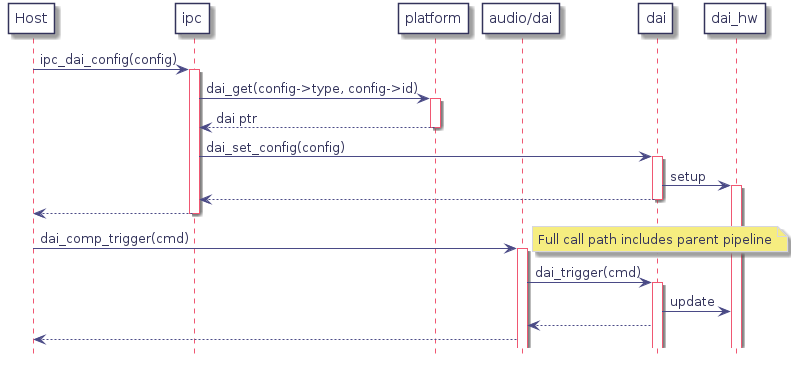 Host
ipc
platform
audio/dai
dai
dai_hw
ipc_dai_config(config)
dai_get(config->type, config->id)
dai ptr
dai_set_config(config)
setup
dai_comp_trigger(cmd)
Full call path includes parent pipeline
dai_trigger(cmd)
update